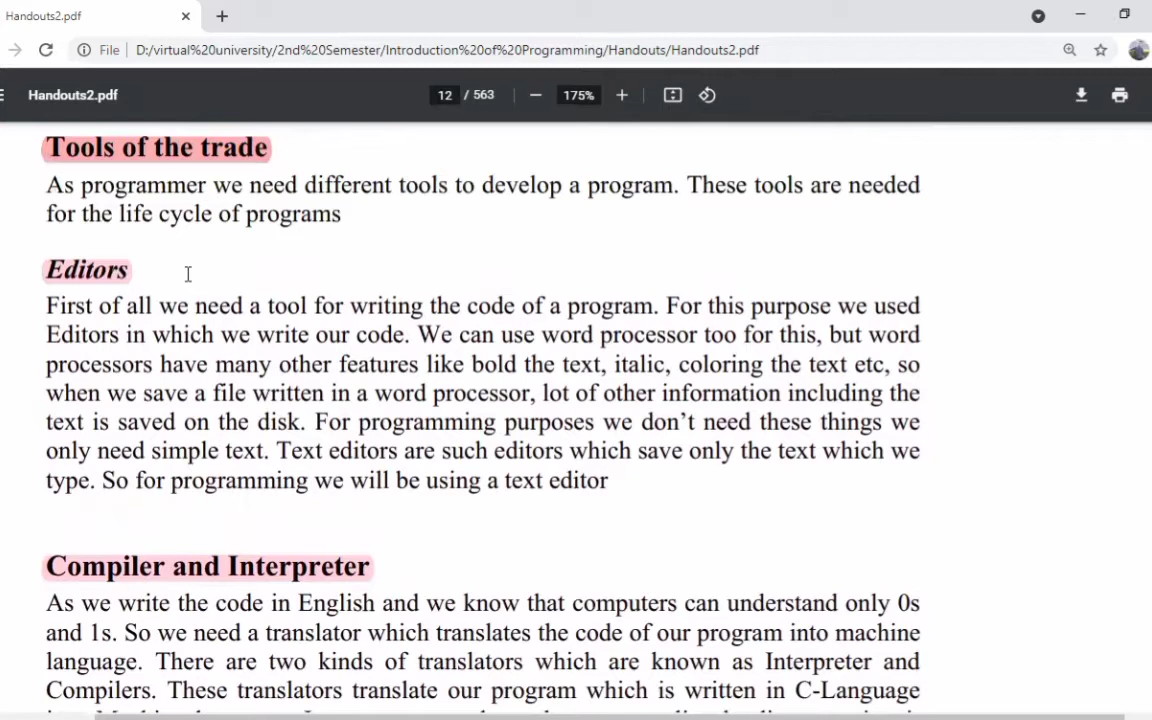 Handouts2.pdf
File
D:/virtual%20university/2nd%20Semester/Introduction%20of%20Programming/Handouts/Handouts2.pdf
Handouts2.pdf
12 / 563
175%
Tools of the trade
As programmer we need different tools to develop a program. These tools are needed
for the life cycle of programs
Editors
First of all we need a tool for writing the code of a program. For this purpose we used
Editors in which we write our code. We can use word processor too for this, but word
processors have many other features like bold the text, italic, coloring the text etc, so
when we save a file written in a word processor, lot of other information including the
text is saved on the disk. For programming purposes we don’t need these things we
only need simple text. Text editors are such editors which save only the text which we
type. So for programming we will be using a text editor
Compiler and Interpreter
As we write the code in English and we know that computers can understand only 0s
and 1s. So we need a translator which translates the code of our program into machine
language. There are two kinds of translators which are known as Interpreter and
Compilers. These translators translate our program which is written in C-Language